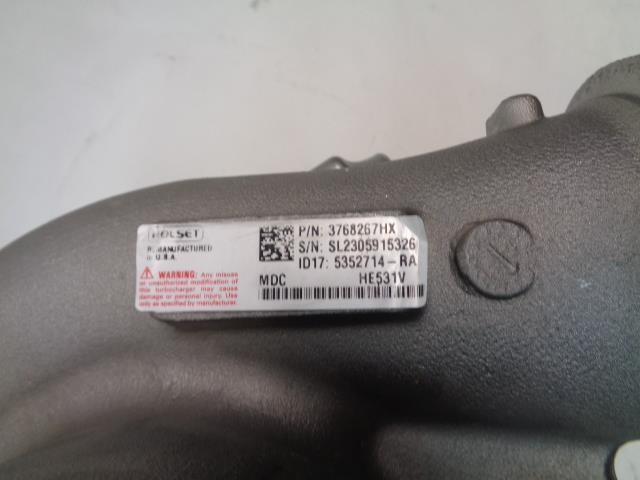 HOLSET
REMANUFACTURED
in U.S.A.
WARNING: Any misuse
or unauthorized modification of
this turbocharger may cause
damage or personal injury. Use
only as specified by manufacturer.
P/N: 3768267HX
S/N: SL2305915326
ID17: 5352714-RA
MDC HE531V